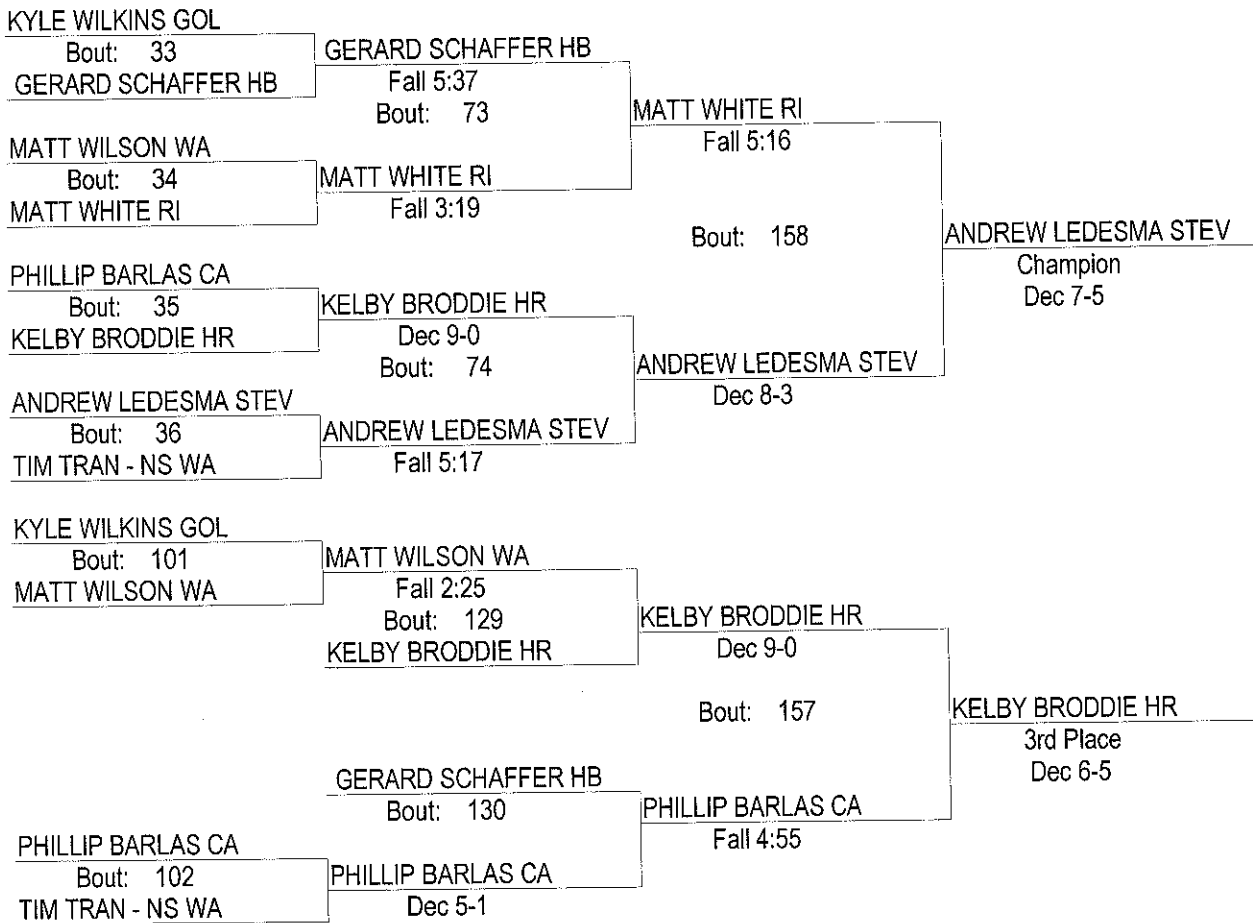 KYLE WILKINS GOL
Bout: 33
GERARD SCHAFFER HB
GERARD SCHAFFER HB
Fall 5:37
Bout: 73
MATT WILSON WA
Bout: 34
MATT WHITE RI
MATT WHITE RI
Fall 3:19
MATT WHITE RI
Fall 5:16
Bout: 158
PHILLIP BARLAS CA
Bout: 35
KELBY BRODDIE HR
KELBY BRODDIE HR
Dec 9-0
Bout: 74
ANDREW LEDESMA STEV
Bout: 36
TIM TRAN - NS WA
ANDREW LEDESMA STEV
Fall 5:17
ANDREW LEDESMA STEV
Dec 8-3
ANDREW LEDESMA STEV
Champion
Dec 7-5
KYLE WILKINS GOL
Bout: 101
MATT WILSON WA
MATT WILSON WA
Fall 2:25
Bout: 129
KELBY BRODDIE HR
KELBY BRODDIE HR
Dec 9-0
Bout: 157
GERARD SCHAFFER HB
Bout: 130
PHILLIP BARLAS CA
Bout: 102
TIM TRAN - NS WA
PHILLIP BARLAS CA
Dec 5-1
PHILLIP BARLAS CA
Fall 4:55
KELBY BRODDIE HR
3rd Place
Dec 6-5